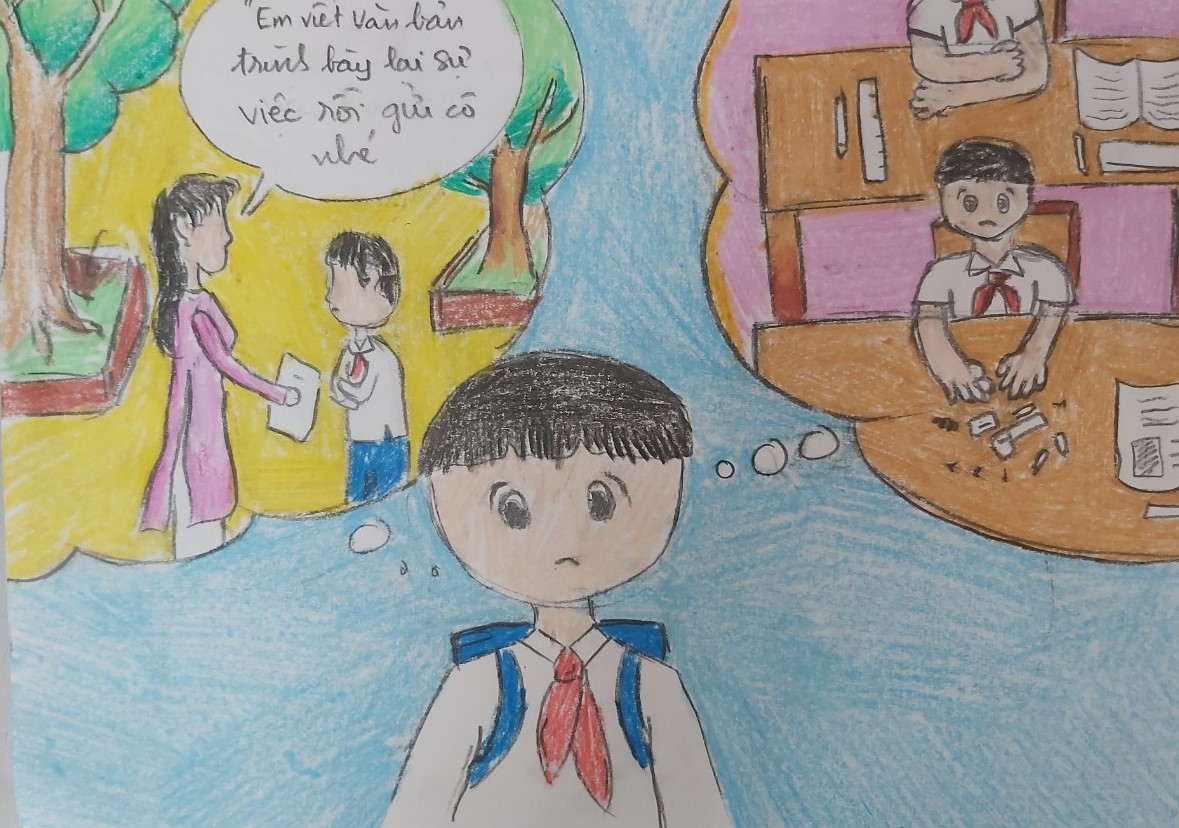 "Em viết văn bản
trình bày lại sự
việc rồi gửi cô
nhé